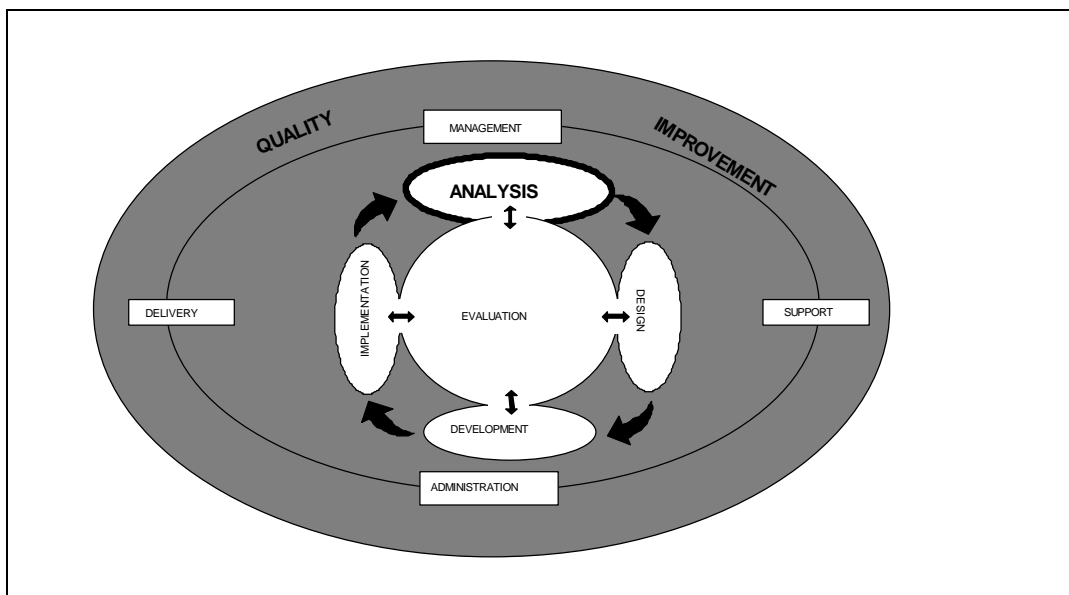 QUALITY
IMPROVEMENT
MANAGEMENT
ANALYSIS
IMPLEMENTATION
DESIGN
DELIVERY
EVALUATION
SUPPORT
DEVELOPMENT
ADMINISTRATION